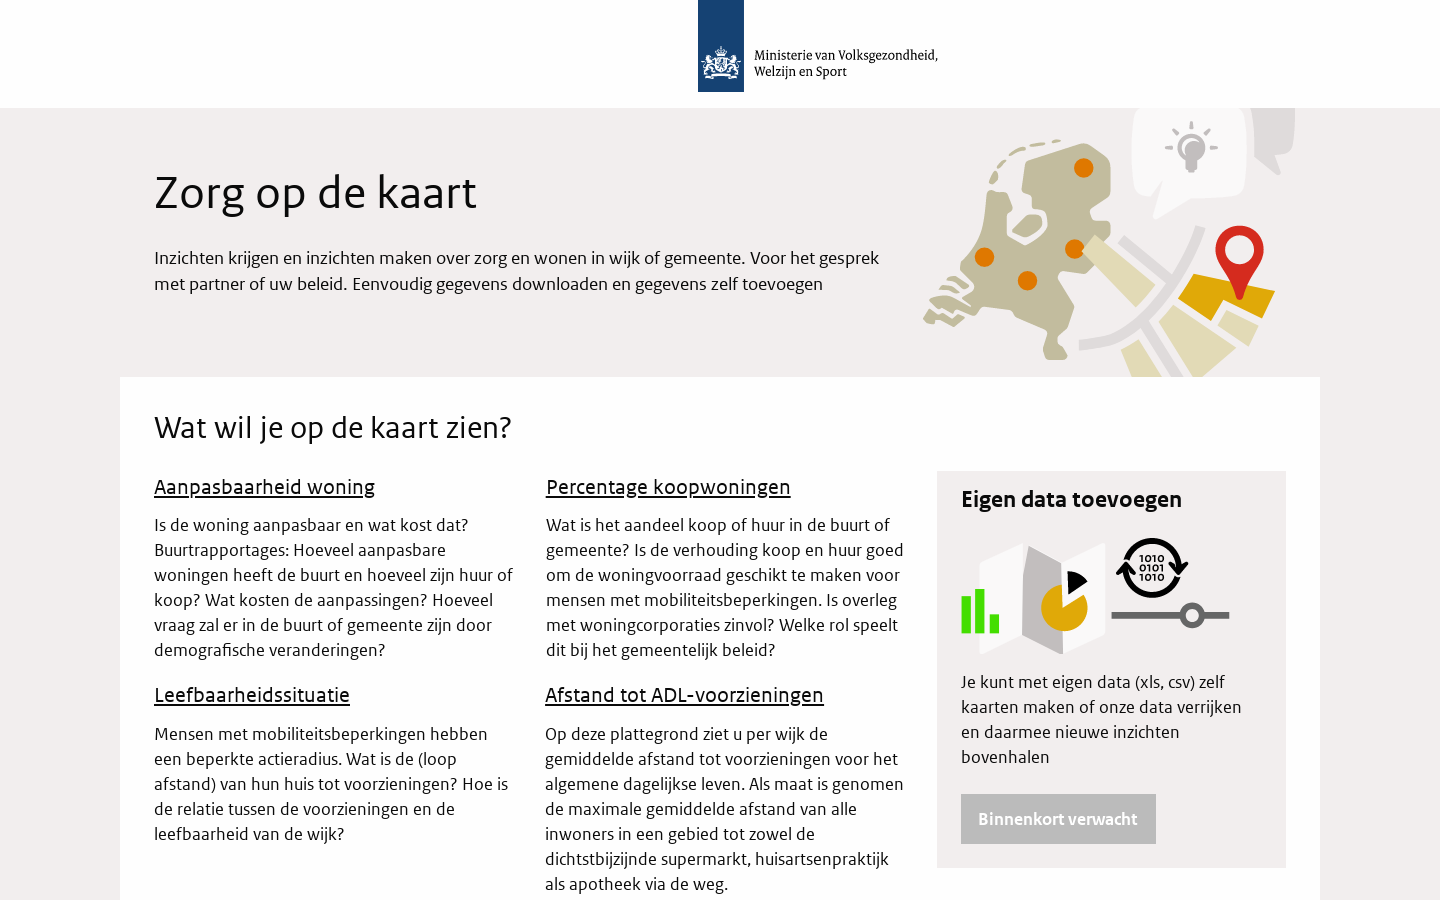 Ministerie van Volksgezondheid,
Welzijn en Sport
Zorg op de kaart
Inzichten krijgen en inzichten maken over zorg en wonen in wijk of gemeente. Voor het gesprek
met partner of uw beleid. Eenvoudig gegevens downloaden en gegevens zelf toevoegen
Wat wil je op de kaart zien?
Aanpasbaarheid woning
Is de woning aanpasbaar en wat kost dat?
Buurtrapportages: Hoeveel aanpasbare
woningen heeft de buurt en hoeveel zijn huur of
koop? Wat kosten de aanpassingen? Hoeveel
vraag zal er in de buurt of gemeente zijn door
demografische veranderingen?
Percentage koopwoningen
Wat is het aandeel koop of huur in de buurt of
gemeente? Is de verhouding koop en huur goed
om de woningvoorraad geschikt te maken voor
mensen met mobiliteitsbeperkingen. Is overleg
met woningcorporaties zinvol? Welke rol speelt
dit bij het gemeentelijk beleid?
Leefbaarheidssituatie
Mensen met mobiliteitsbeperkingen hebben
een beperkte actieradius. Wat is de (loop
afstand) van hun huis tot voorzieningen? Hoe is
de relatie tussen de voorzieningen en de
leefbaarheid van de wijk?
Afstand tot ADL-voorzieningen
Op deze plattegrond ziet u per wijk de
gemiddelde afstand tot voorzieningen voor het
algemene dagelijkse leven. Als maat is genomen
de maximale gemiddelde afstand van alle
inwoners in een gebied tot zowel de
dichtstbijzijnde supermarkt, huisartsenpraktijk
als apotheek via de weg.
Eigen data toevoegen
1010
0101
1010
Je kunt met eigen data (xls, csv) zelf
kaarten maken of onze data verrijken
en daarmee nieuwe inzichten
bovenhalen
Binnenkort verwacht